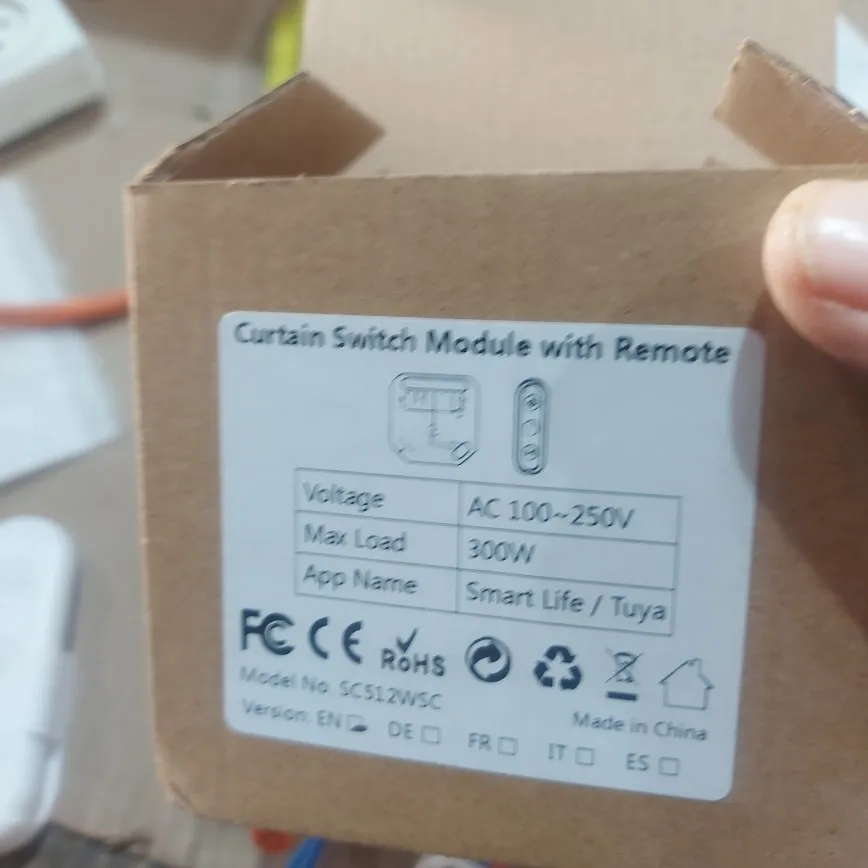 Curtain Switch Module with Remote
Voltage AC 100~250V
Max Load 300W
App Name Smart Life / Tuya
FC CE RoHS
Model No. SC512WSC
Made in China
Version: EN DE FR IT ES